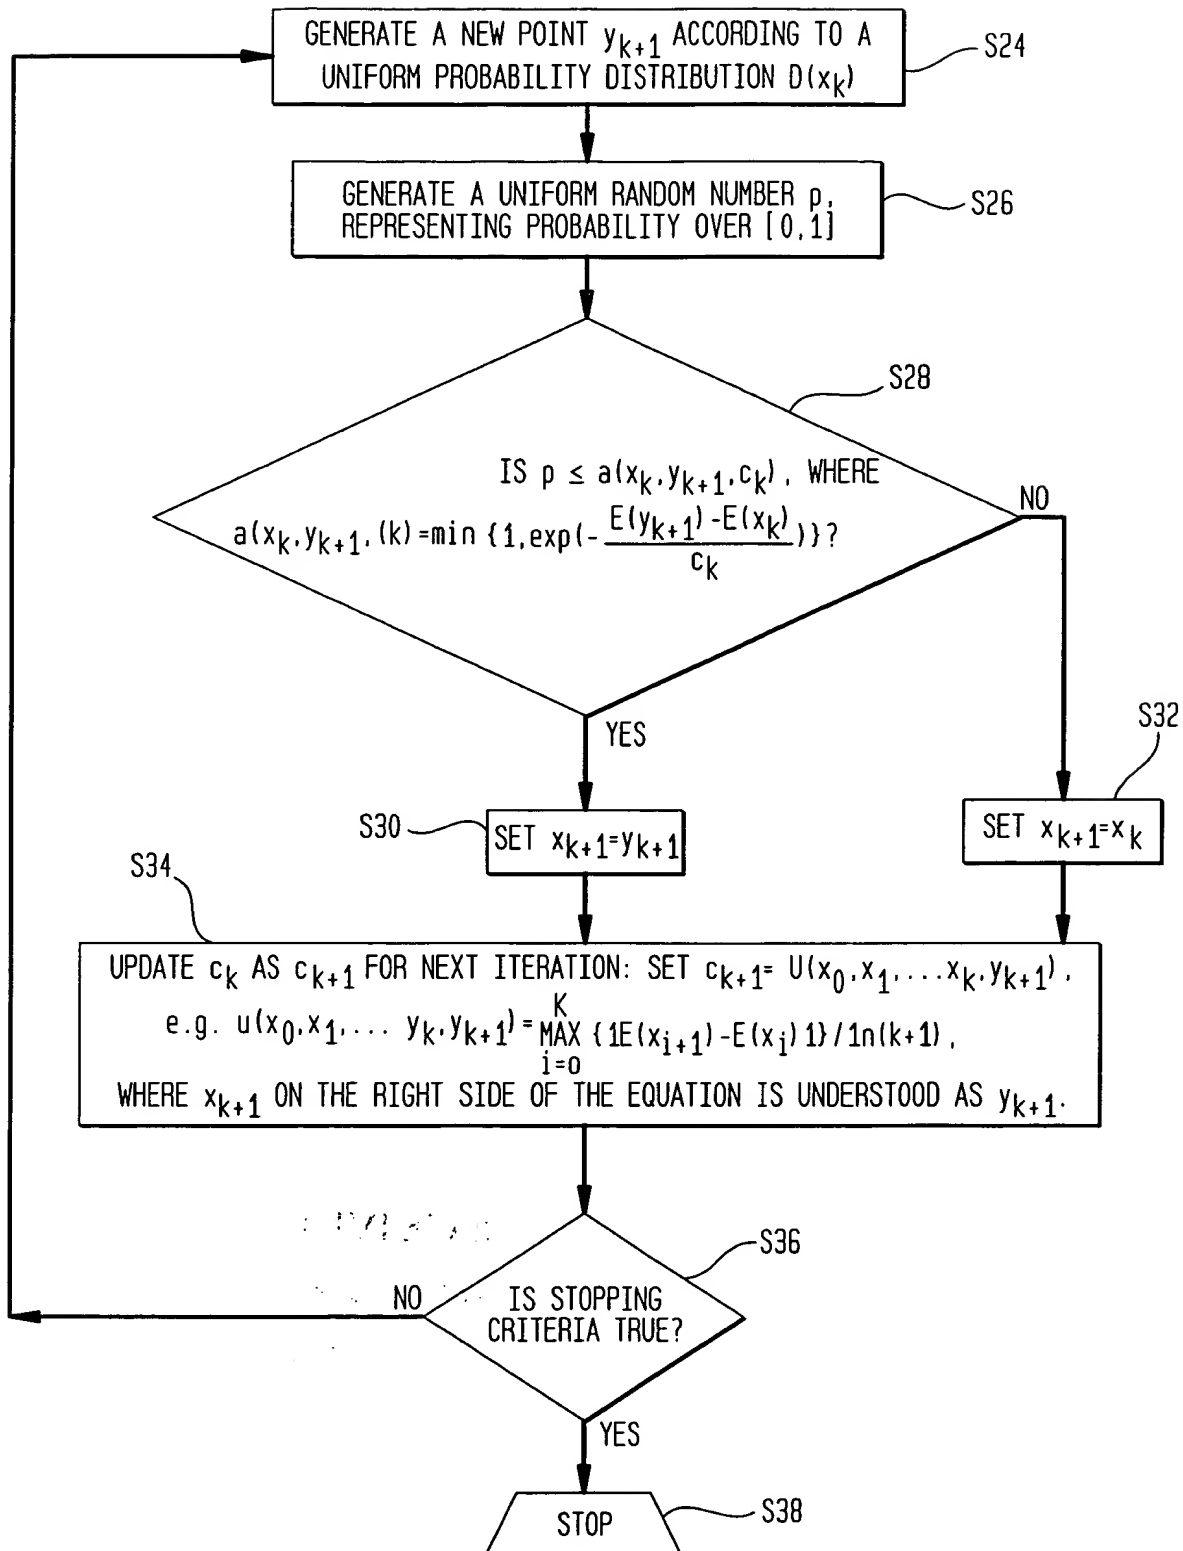 GENERATE A NEW POINT yk+1 ACCORDING TO A
UNIFORM PROBABILITY DISTRIBUTION D(xk)
S24
GENERATE A UNIFORM RANDOM NUMBER p,
REPRESENTING PROBABILITY OVER [0,1]
S26
S28
IS p ≤ a(xk,yk+1,ck), WHERE
a(xk,yk+1,(k)=min {1,exp(-E(yk+1)-E(xk)/ck)}?
NO
YES
S32
S30
SET xk+1=yk+1
SET xk+1=xk
S34
UPDATE ck AS ck+1 FOR NEXT ITERATION: SET ck+1= U(x0,x1,...xk,yk+1),
K
e.g. u(x0,x1,... yk,yk+1)=MAX {1E(xi+1)-E(xi)1}/1n(k+1),
i=0
WHERE xk+1 ON THE RIGHT SIDE OF THE EQUATION IS UNDERSTOOD AS yk+1.
S36
NO
IS STOPPING
CRITERIA TRUE?
YES
STOP
S38